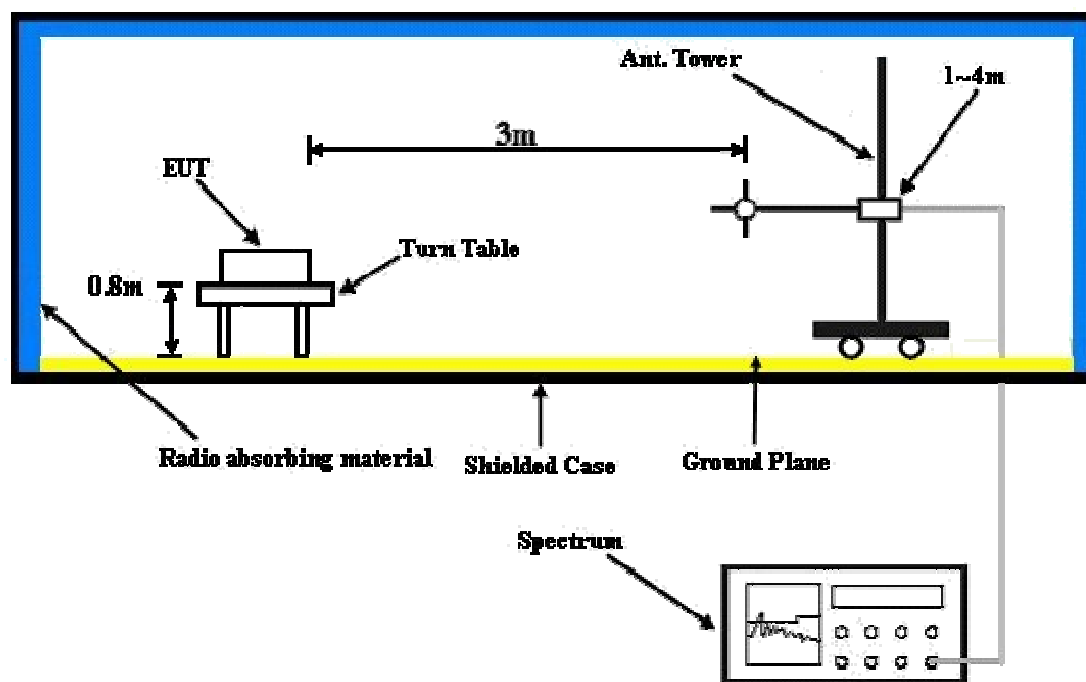 Ant. Tower
1~4m
3m
EUT
Turn Table
0.8m
Radio absorbing material
Shielded Case
Ground Plane
Spectrum